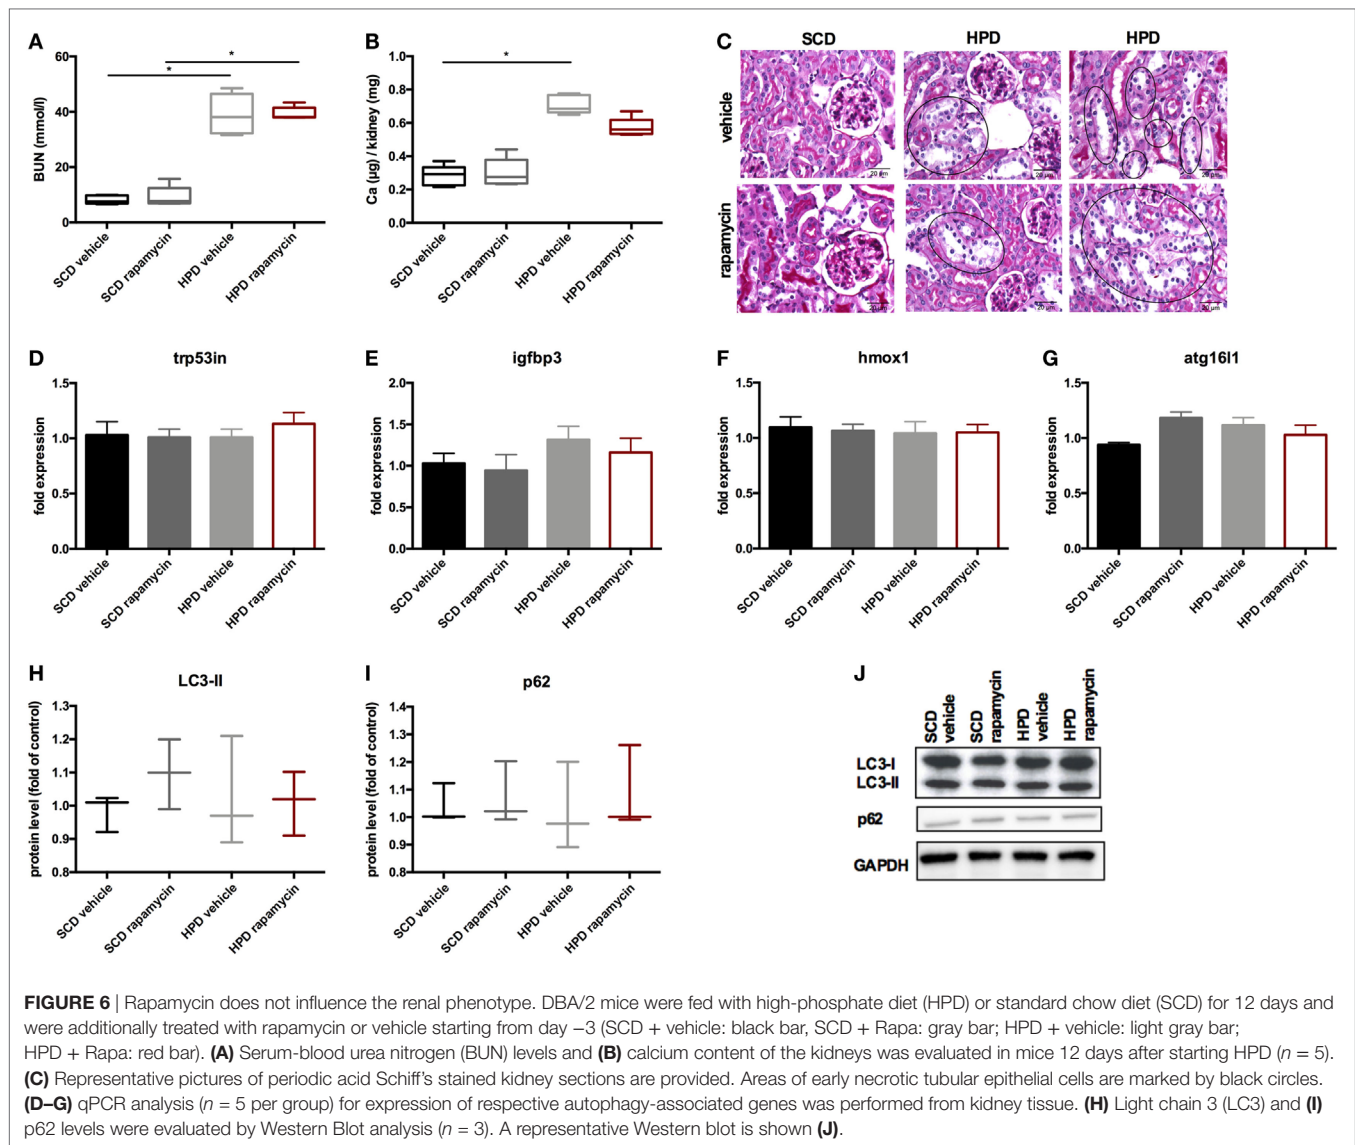 A
BUN (mmol/l)
60
40
20
0
*
*
SCD vehicle
SCD rapamycin
HPD vehicle
HPD rapamycin
B
Ca (µg) / kidney (mg)
1.0
0.8
0.6
0.4
0.2
0.0
*
SCD vehicle
SCD rapamycin
HPD vehcile
HPD rapamycin
C
SCD
HPD
HPD
vehicle
rapamycin
20 µm
20 µm
20 µm
20 µm
20 µm
20 µm
D
trp53in
fold expression
1.5
1.0
0.5
0.0
SCD vehicle
SCD rapamycin
HPD vehicle
HPD rapamycin
E
igfbp3
fold expression
2.0
1.5
1.0
0.5
0.0
SCD vehicle
SCD rapamycin
HPD vehicle
HPD rapamycin
F
hmox1
fold expression
1.5
1.0
0.5
0.0
SCD vehicle
SCD rapamycin
HPD vehicle
HPD rapamycin
G
atg16l1
fold expression
1.5
1.0
0.5
0.0
SCD vehicle
SCD rapamycin
HPD vehicle
HPD rapamycin
H
LC3-II
protein level (fold of control)
1.3
1.2
1.1
1.0
0.9
0.8
SCD vehicle
SCD rapamycin
HPD vehicle
HPD rapamycin
I
p62
protein level (fold of control)
1.4
1.3
1.2
1.1
1.0
0.9
0.8
SCD vehicle
SCD rapamycin
HPD vehicle
HPD rapamycin
J
SCD vehicle
SCD rapamycin
HPD vehicle
HPD rapamycin
LC3-I
LC3-II
p62
GAPDH
FIGURE 6 | Rapamycin does not influence the renal phenotype. DBA/2 mice were fed with high-phosphate diet (HPD) or standard chow diet (SCD) for 12 days and
were additionally treated with rapamycin or vehicle starting from day −3 (SCD + vehicle: black bar, SCD + Rapa: gray bar; HPD + vehicle: light gray bar;
HPD + Rapa: red bar). (A) Serum-blood urea nitrogen (BUN) levels and (B) calcium content of the kidneys was evaluated in mice 12 days after starting HPD (n = 5).
(C) Representative pictures of periodic acid Schiff's stained kidney sections are provided. Areas of early necrotic tubular epithelial cells are marked by black circles.
(D–G) qPCR analysis (n = 5 per group) for expression of respective autophagy-associated genes was performed from kidney tissue. (H) Light chain 3 (LC3) and (I)
p62 levels were evaluated by Western Blot analysis (n = 3). A representative Western blot is shown (J).